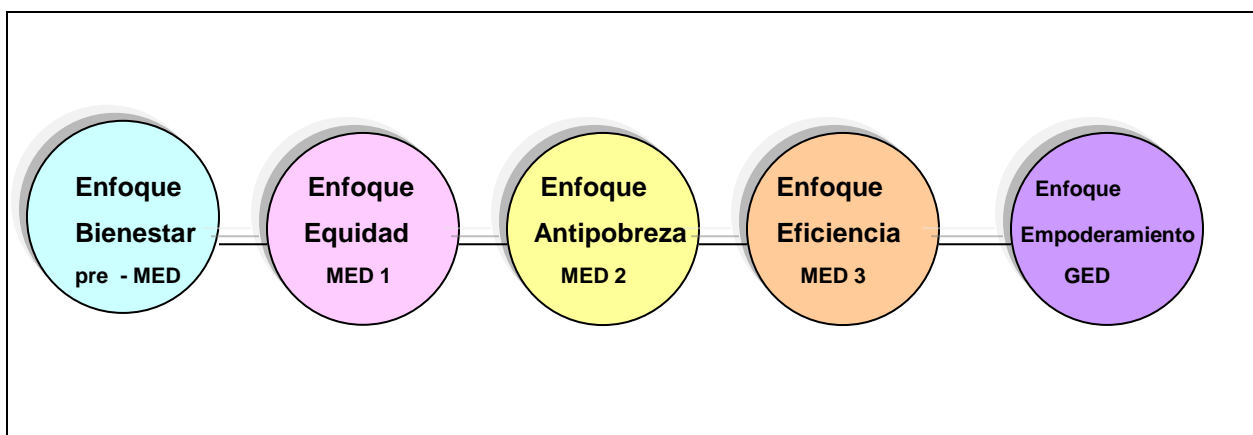 Enfoque
Bienestar
pre - MED
Enfoque
Equidad
MED 1
Enfoque
Antipobreza
MED 2
Enfoque
Eficiencia
MED 3
Enfoque
Empoderamiento
GED